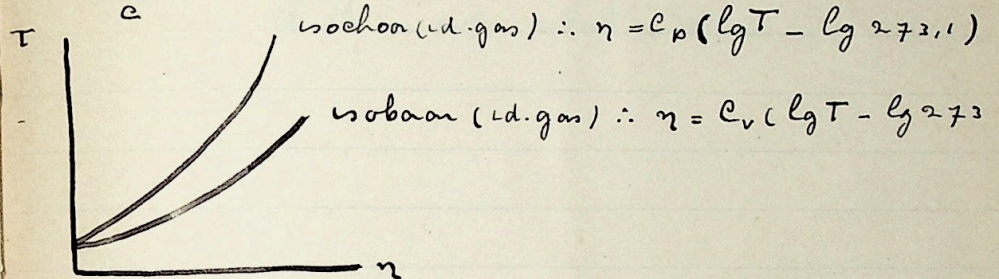 c
T isochoor (id. gas) ∴ η = Cp (lg T - lg 273,1)
isobaar (id. gas) ∴ η = Cv (lg T - lg 273
η